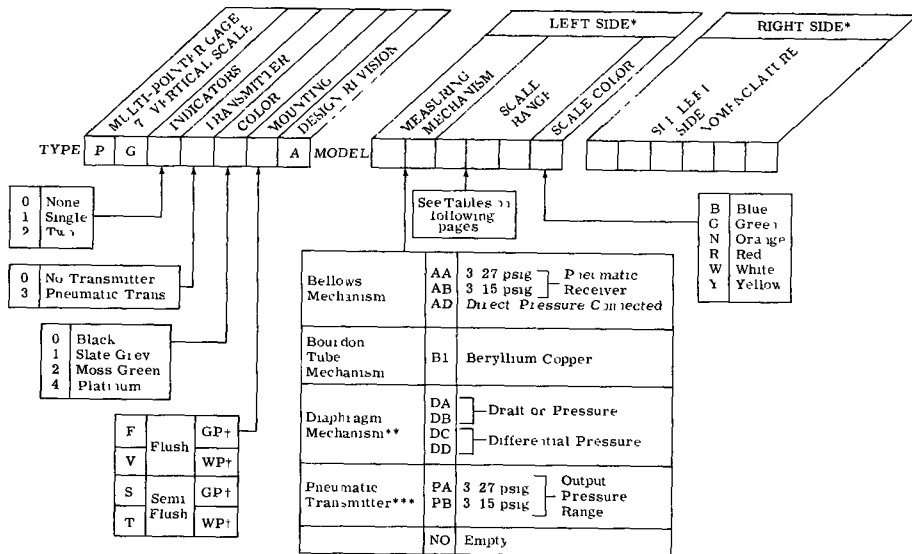 LEFT SIDE*
RIGHT SIDE*
MULTI-POINTER GAGE
7 VERTICAL SCALE
INDICATORS
TRANSMITTER
COLOR
MOUNTING
DESIGN REVISION
MEASURING
MECHANISM
SCALE
RANGE
SCALE COLOR
SEE LEFT
SIDE
NOMENCLATURE
TYPE P G A MODEL
0 None
1 Single
2 Two
0 No Transmitter
3 Pneumatic Trans
0 Black
1 Slate Grey
2 Moss Green
4 Platinum
F Flush GP†
V WP†
S Semi Flush GP†
T WP†
See Tables on
following
pages
B Blue
G Green
N Orange
R Red
W White
Y Yellow
Bellows
Mechanism
AA 3 27 psig
AB 3 15 psig
Pneumatic
Receiver
AD Direct Pressure Connected
Bourdon
Tube
Mechanism
B1 Beryllium Copper
Diaphragm
Mechanism**
DA
DB
Draft or Pressure
DC
DD
Differential Pressure
Pneumatic
Transmitter***
PA 3 27 psig
PB 3 15 psig
Output
Pressure
Range
NO Empty